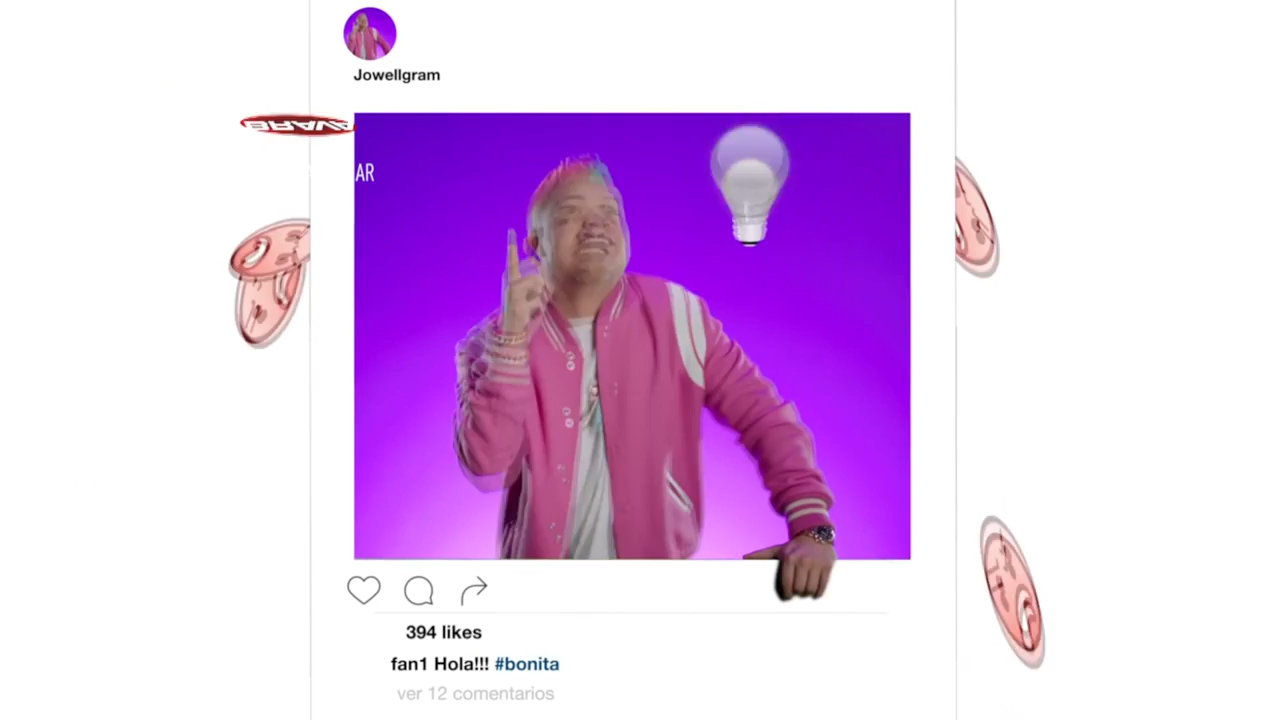 Jowellgram
AR
394 likes
fan1 Hola!!! #bonita
ver 12 comentarios